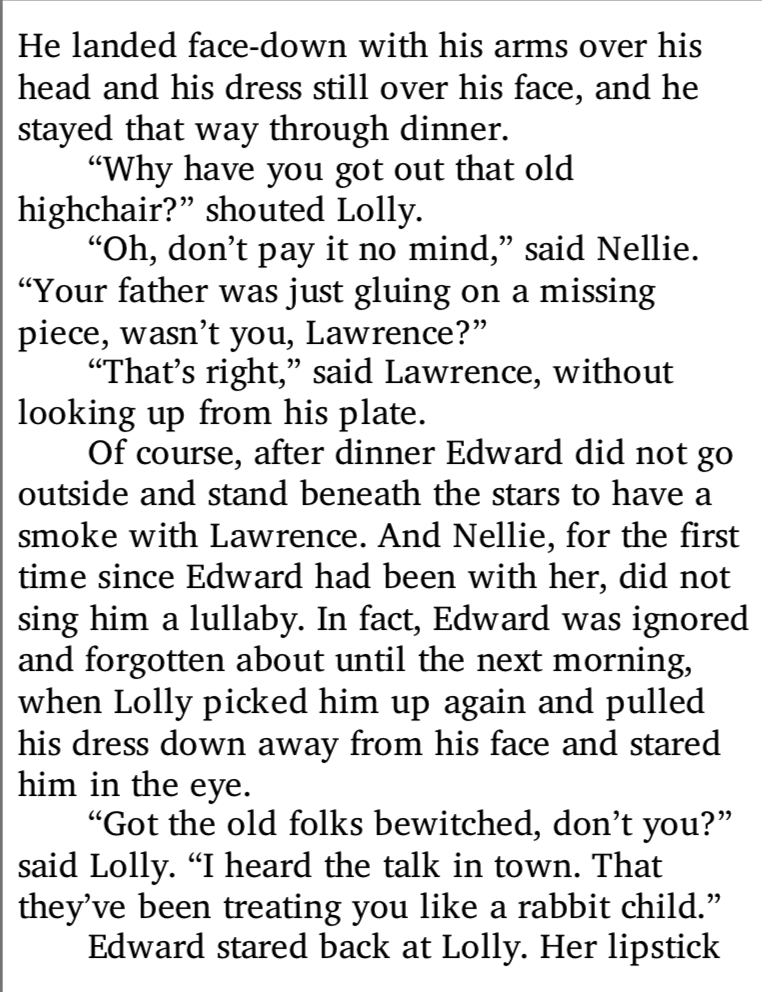 He landed face-down with his arms over his
head and his dress still over his face, and he
stayed that way through dinner.
“Why have you got out that old
highchair?” shouted Lolly.
“Oh, don’t pay it no mind,” said Nellie.
“Your father was just gluing on a missing
piece, wasn’t you, Lawrence?”
“That’s right,” said Lawrence, without
looking up from his plate.
Of course, after dinner Edward did not go
outside and stand beneath the stars to have a
smoke with Lawrence. And Nellie, for the first
time since Edward had been with her, did not
sing him a lullaby. In fact, Edward was ignored
and forgotten about until the next morning,
when Lolly picked him up again and pulled
his dress down away from his face and stared
him in the eye.
“Got the old folks bewitched, don’t you?”
said Lolly. “I heard the talk in town. That
they’ve been treating you like a rabbit child.”
Edward stared back at Lolly. Her lipstick